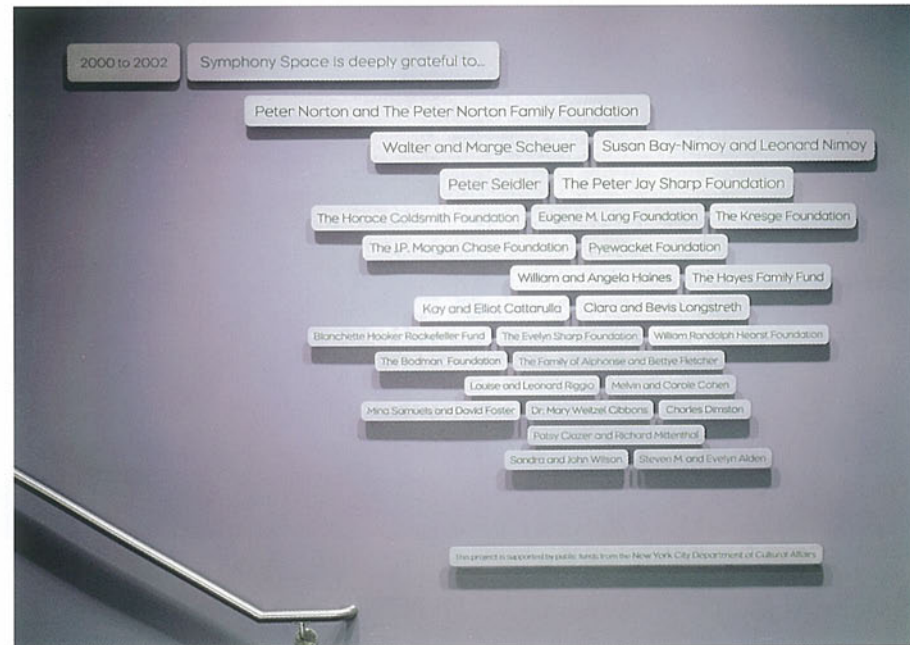 2000 to 2002 Symphony Space is deeply grateful to...
Peter Norton and The Peter Norton Family Foundation
Walter and Marge Scheuer Susan Bay-Nimoy and Leonard Nimoy
Peter Seidler The Peter Jay Sharp Foundation
The Horace Goldsmith Foundation Eugene M. Lang Foundation The Kresge Foundation
The J.P. Morgan Chase Foundation Pyewacket Foundation
William and Angela Haines The Hayes Family Fund
Kay and Elliot Cattarulla Clara and Bevis Longstreth
Blanchette Hooker Rockefeller Fund The Evelyn Sharp Foundation William Randolph Hearst Foundation
The Bodman Foundation The Family of Alphonse and Bettye Fletcher
Louise and Leonard Riggio Melvin and Carole Cohen
Mina Samuels and David Foster Dr. Mary Weitzel Gibbons Charles Dimston
Patsy Glazer and Richard Mittenthal
Sandra and John Wilson Steven M. and Evelyn Alden
This project is supported by public funds from the New York City Department of Cultural Affairs